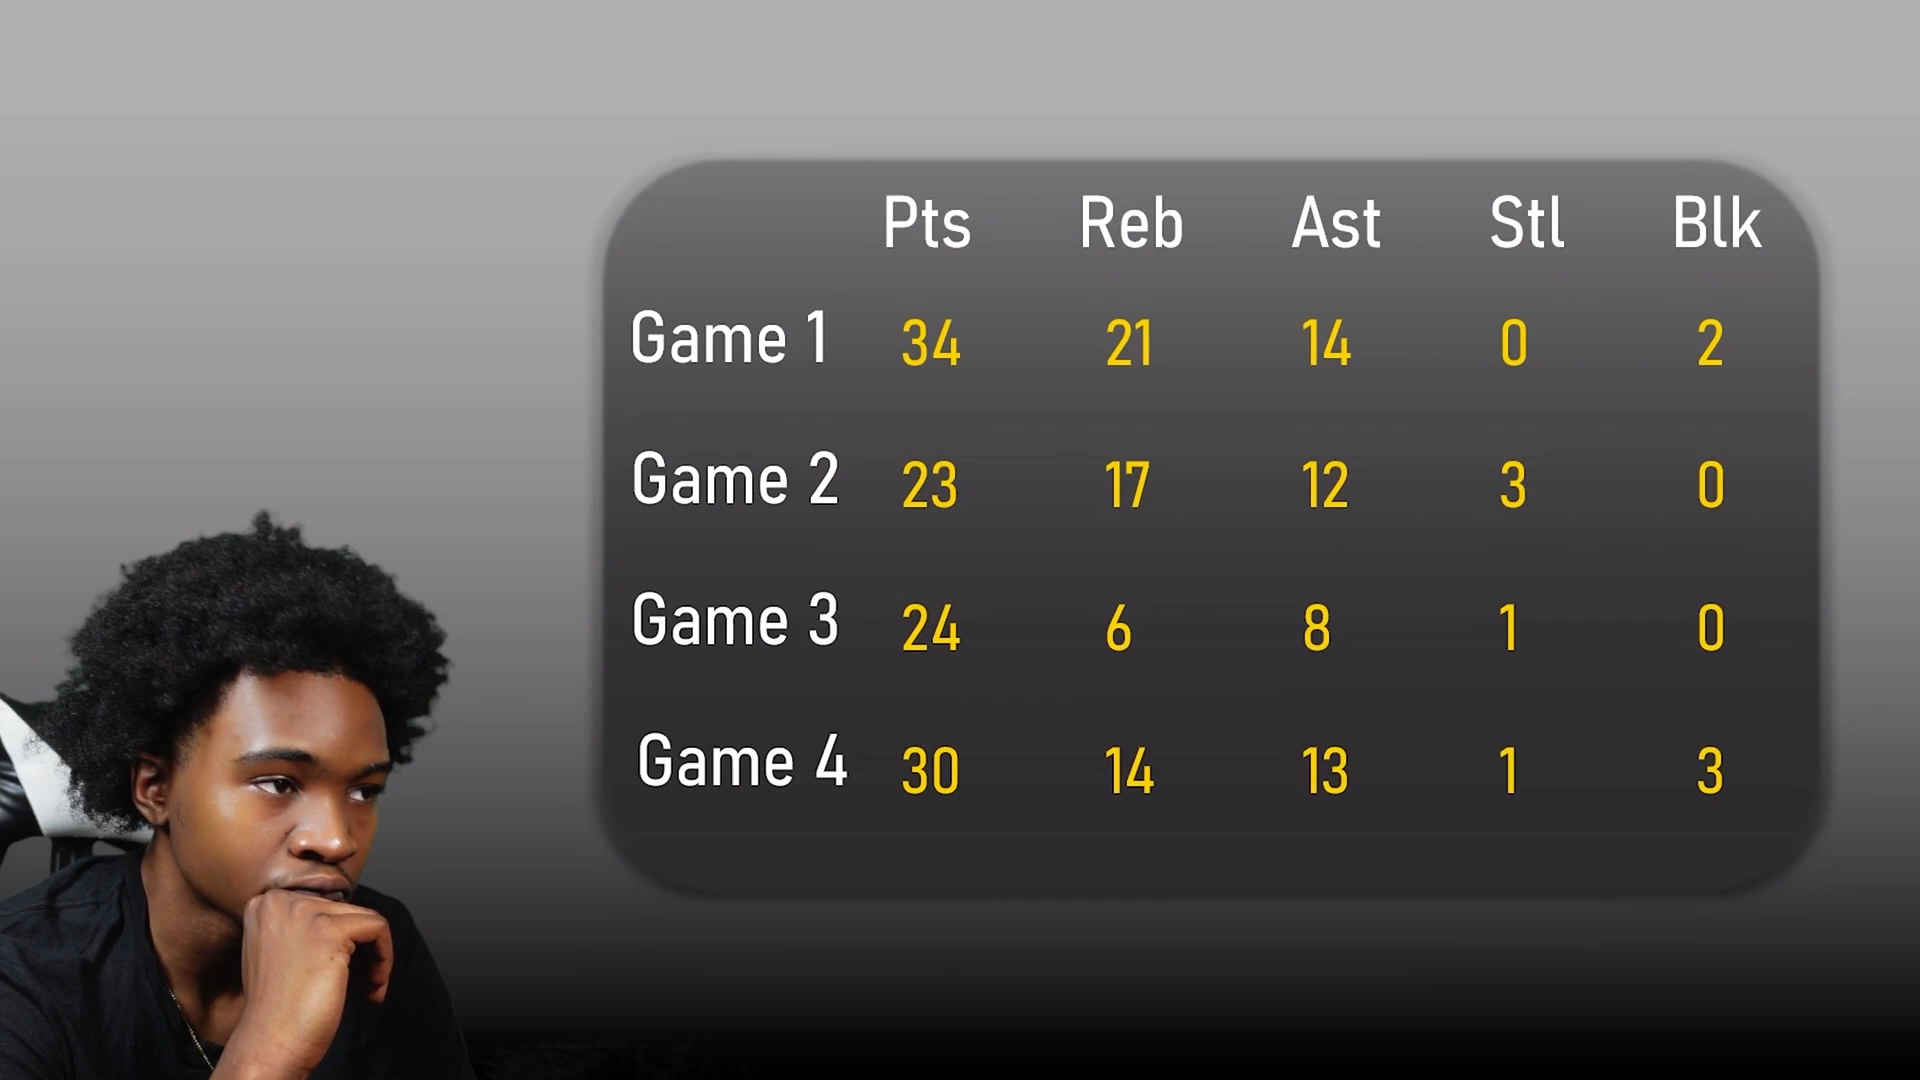 Pts Reb Ast Stl Blk
Game 1 34 21 14 0 2
Game 2 23 17 12 3 0
Game 3 24 6 8 1 0
Game 4 30 14 13 1 3